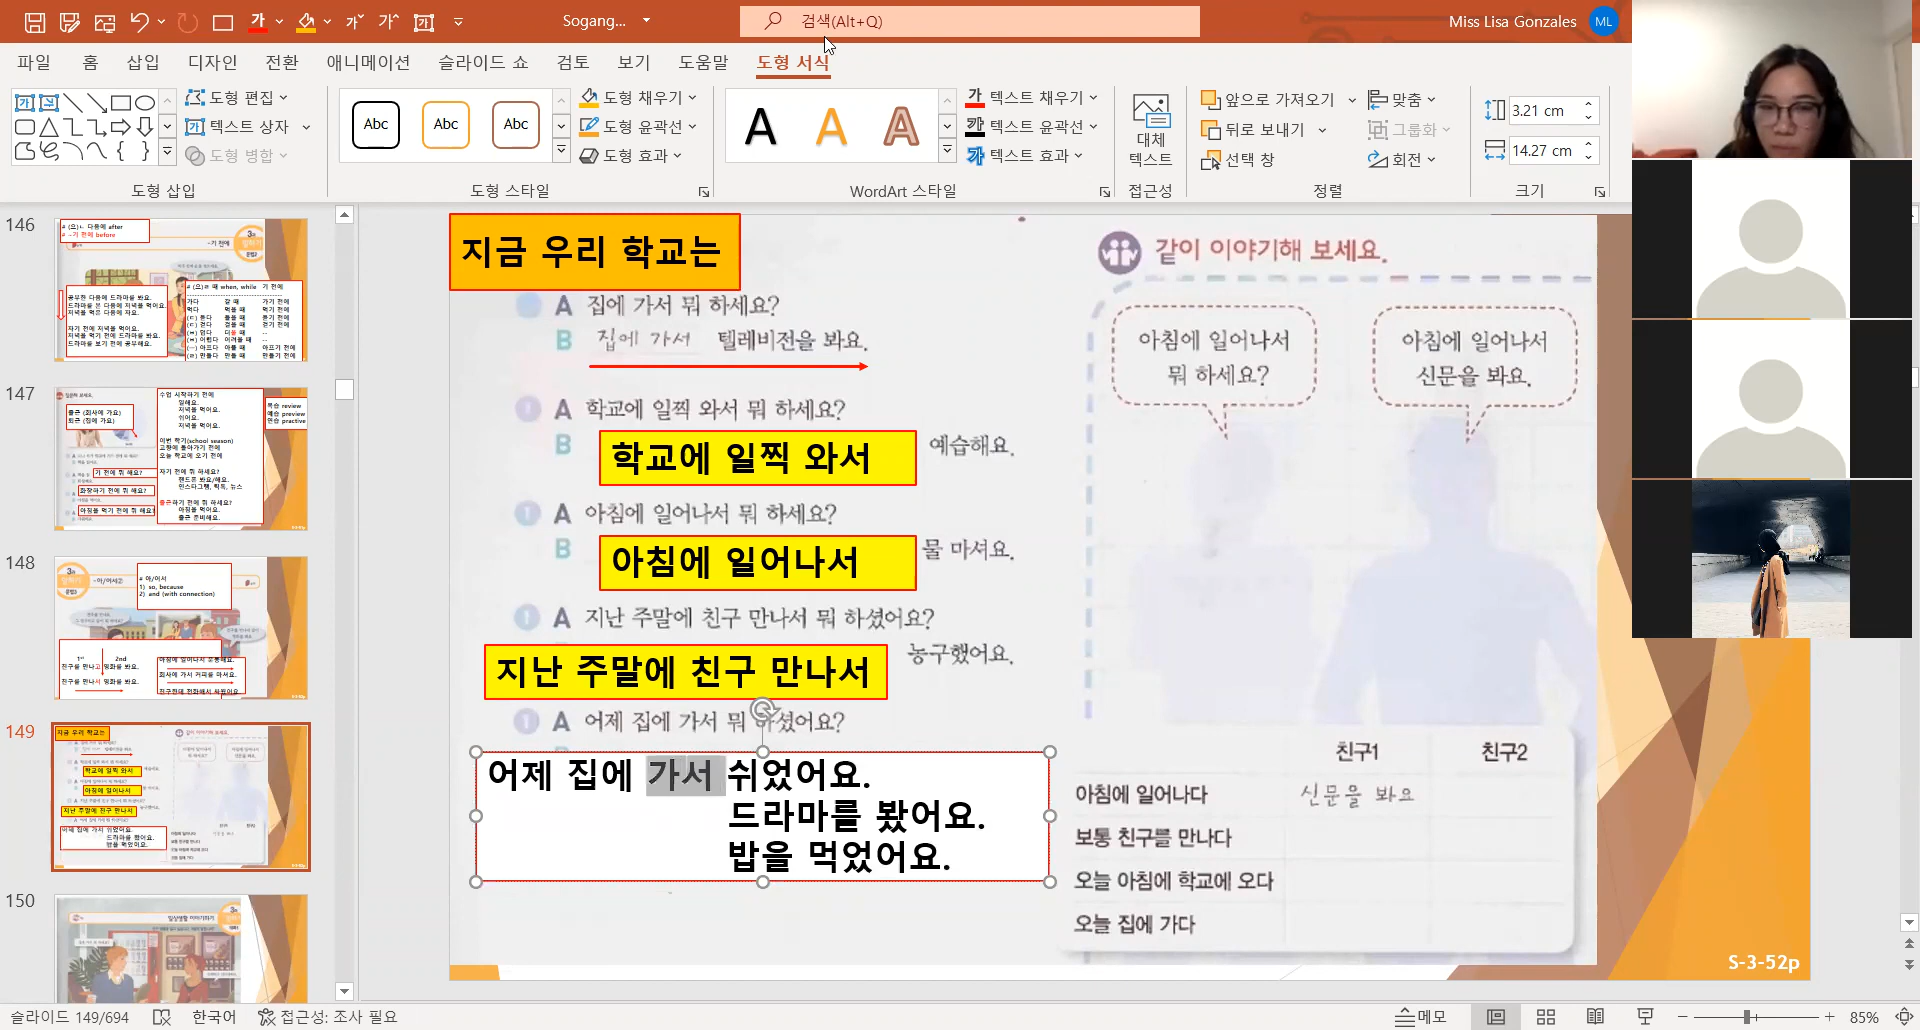 Sogang...
검색(Alt+Q)
Miss Lisa Gonzales
ML
파일 홈 삽입 디자인 전환 애니메이션 슬라이드 쇼 검토 보기 도움말 도형 서식
도형 편집
텍스트 상자
도형 병합
도형 삽입
Abc Abc Abc
도형 채우기
도형 윤곽선
도형 효과
도형 스타일
A A A
텍스트 채우기
텍스트 윤곽선
텍스트 효과
WordArt 스타일
대체
텍스트
접근성
앞으로 가져오기
뒤로 보내기
선택 창
맞춤
그룹화
회전
정렬
3.21 cm
14.27 cm
크기
146
147
148
149
150
지금 우리 학교는
A 집에 가서 뭐 하세요?
B 집에 가서 텔레비전을 봐요.
A 학교에 일찍 와서 뭐 하세요?
B 학교에 일찍 와서 예습해요.
A 아침에 일어나서 뭐 하세요?
B 아침에 일어나서 물 마셔요.
A 지난 주말에 친구 만나서 뭐 하셨어요?
지난 주말에 친구 만나서 농구했어요.
A 어제 집에 가서 뭐 하셨어요?
어제 집에 가서 쉬었어요.
드라마를 봤어요.
밥을 먹었어요.
같이 이야기해 보세요.
아침에 일어나서
뭐 하세요?
아침에 일어나서
신문을 봐요.
친구1 친구2
아침에 일어나다 신문을 봐요
보통 친구를 만나다
오늘 아침에 학교에 오다
오늘 집에 가다
S-3-52p
슬라이드 149/694
한국어
접근성: 조사 필요
메모
85%